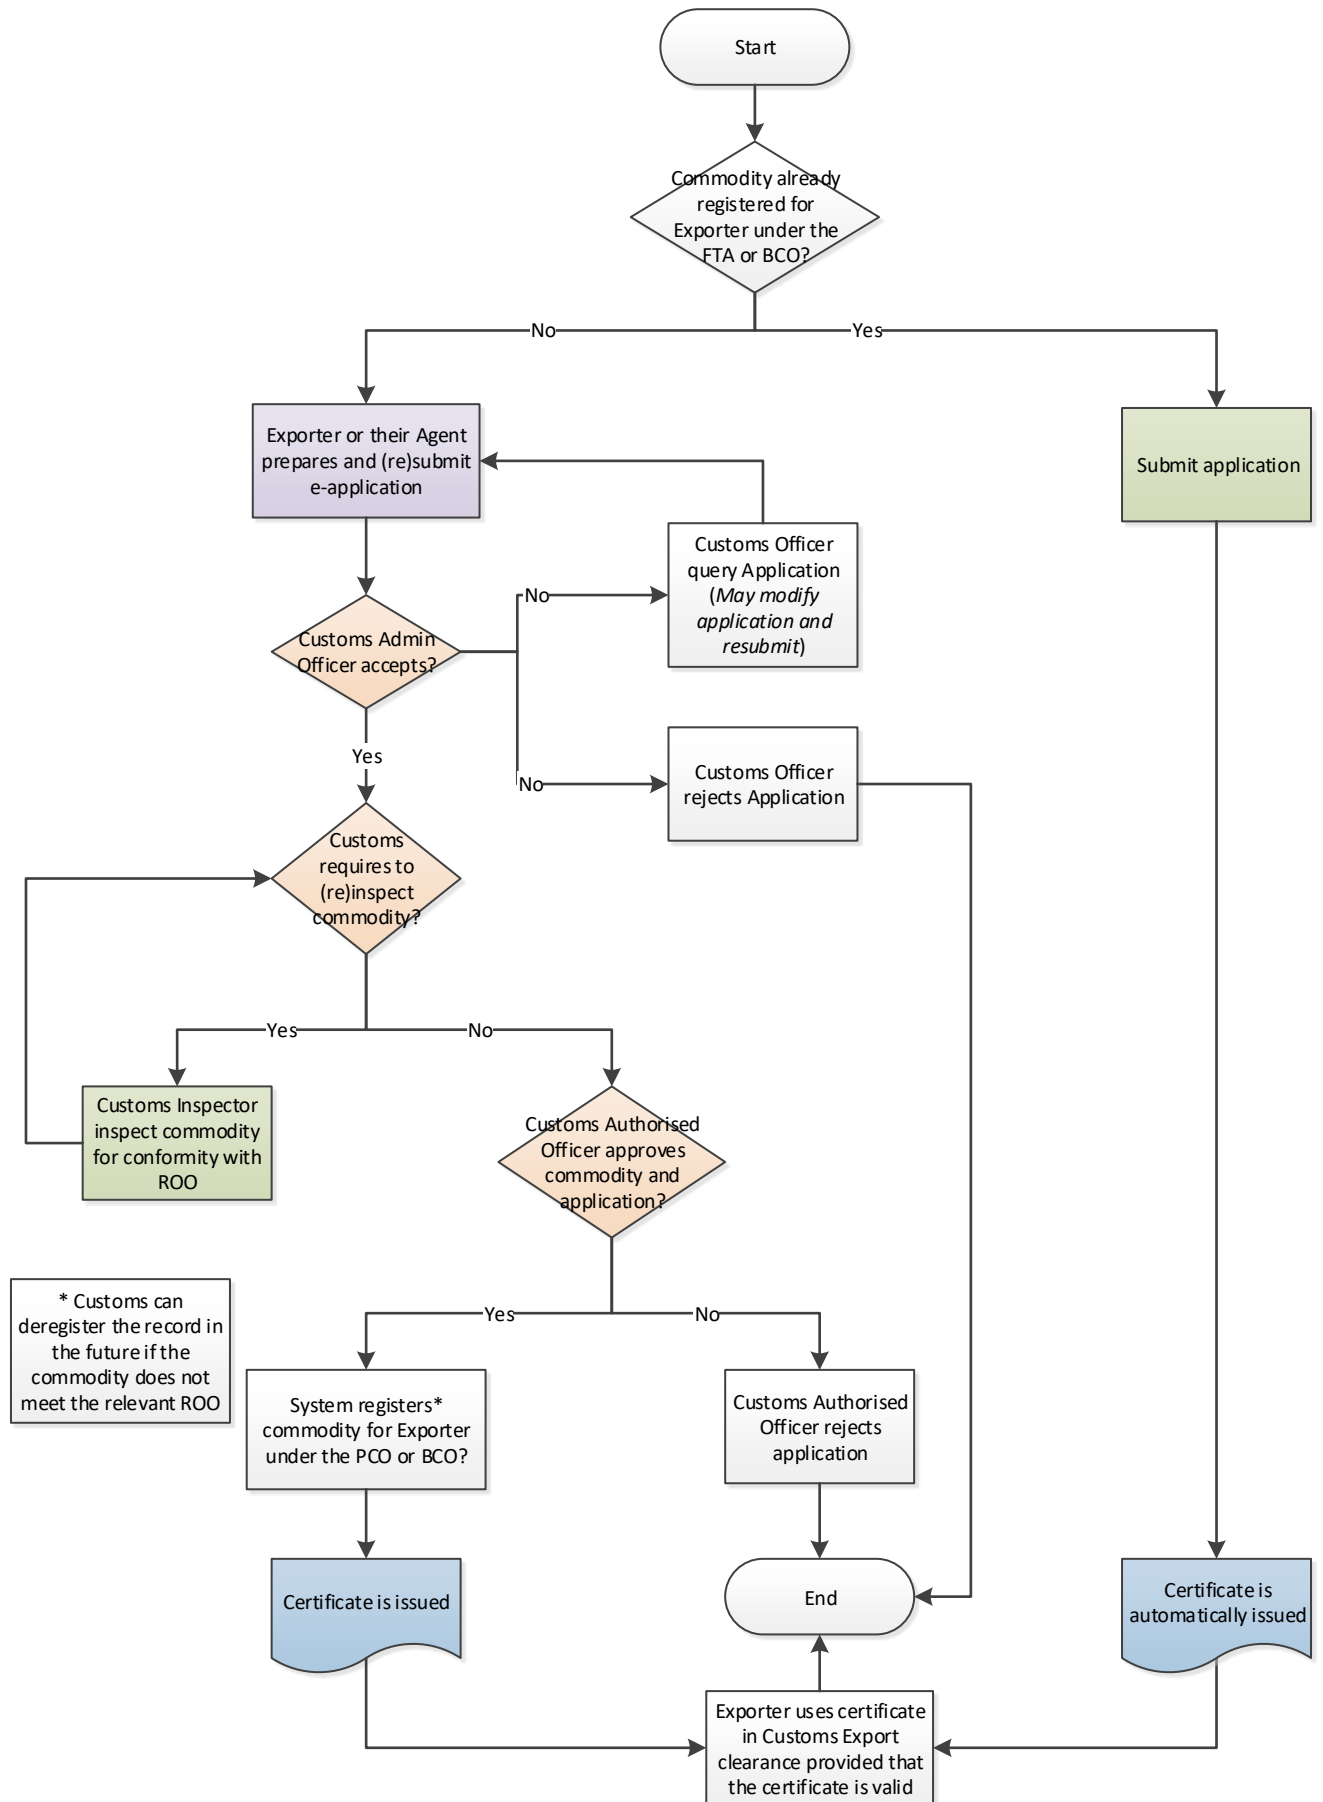 Start
Commodity already
registered for
Exporter under the
FTA or BCO?
No
Yes
Exporter or their Agent
prepares and (re)submit
e-application
Submit application
Customs Officer
query Application
(May modify
application and
resubmit)
No
Customs Admin
Officer accepts?
Yes
No
Customs Officer
rejects Application
Customs
requires to
(re)inspect
commodity?
Yes
No
Customs Inspector
inspect commodity
for conformity with
ROO
Customs Authorised
Officer approves
commodity and
application?
* Customs can
deregister the record in
the future if the
commodity does not
meet the relevant ROO
Yes
No
System registers*
commodity for Exporter
under the PCO or BCO?
Customs Authorised
Officer rejects
application
Certificate is issued
End
Certificate is
automatically issued
Exporter uses certificate
in Customs Export
clearance provided that
the certificate is valid